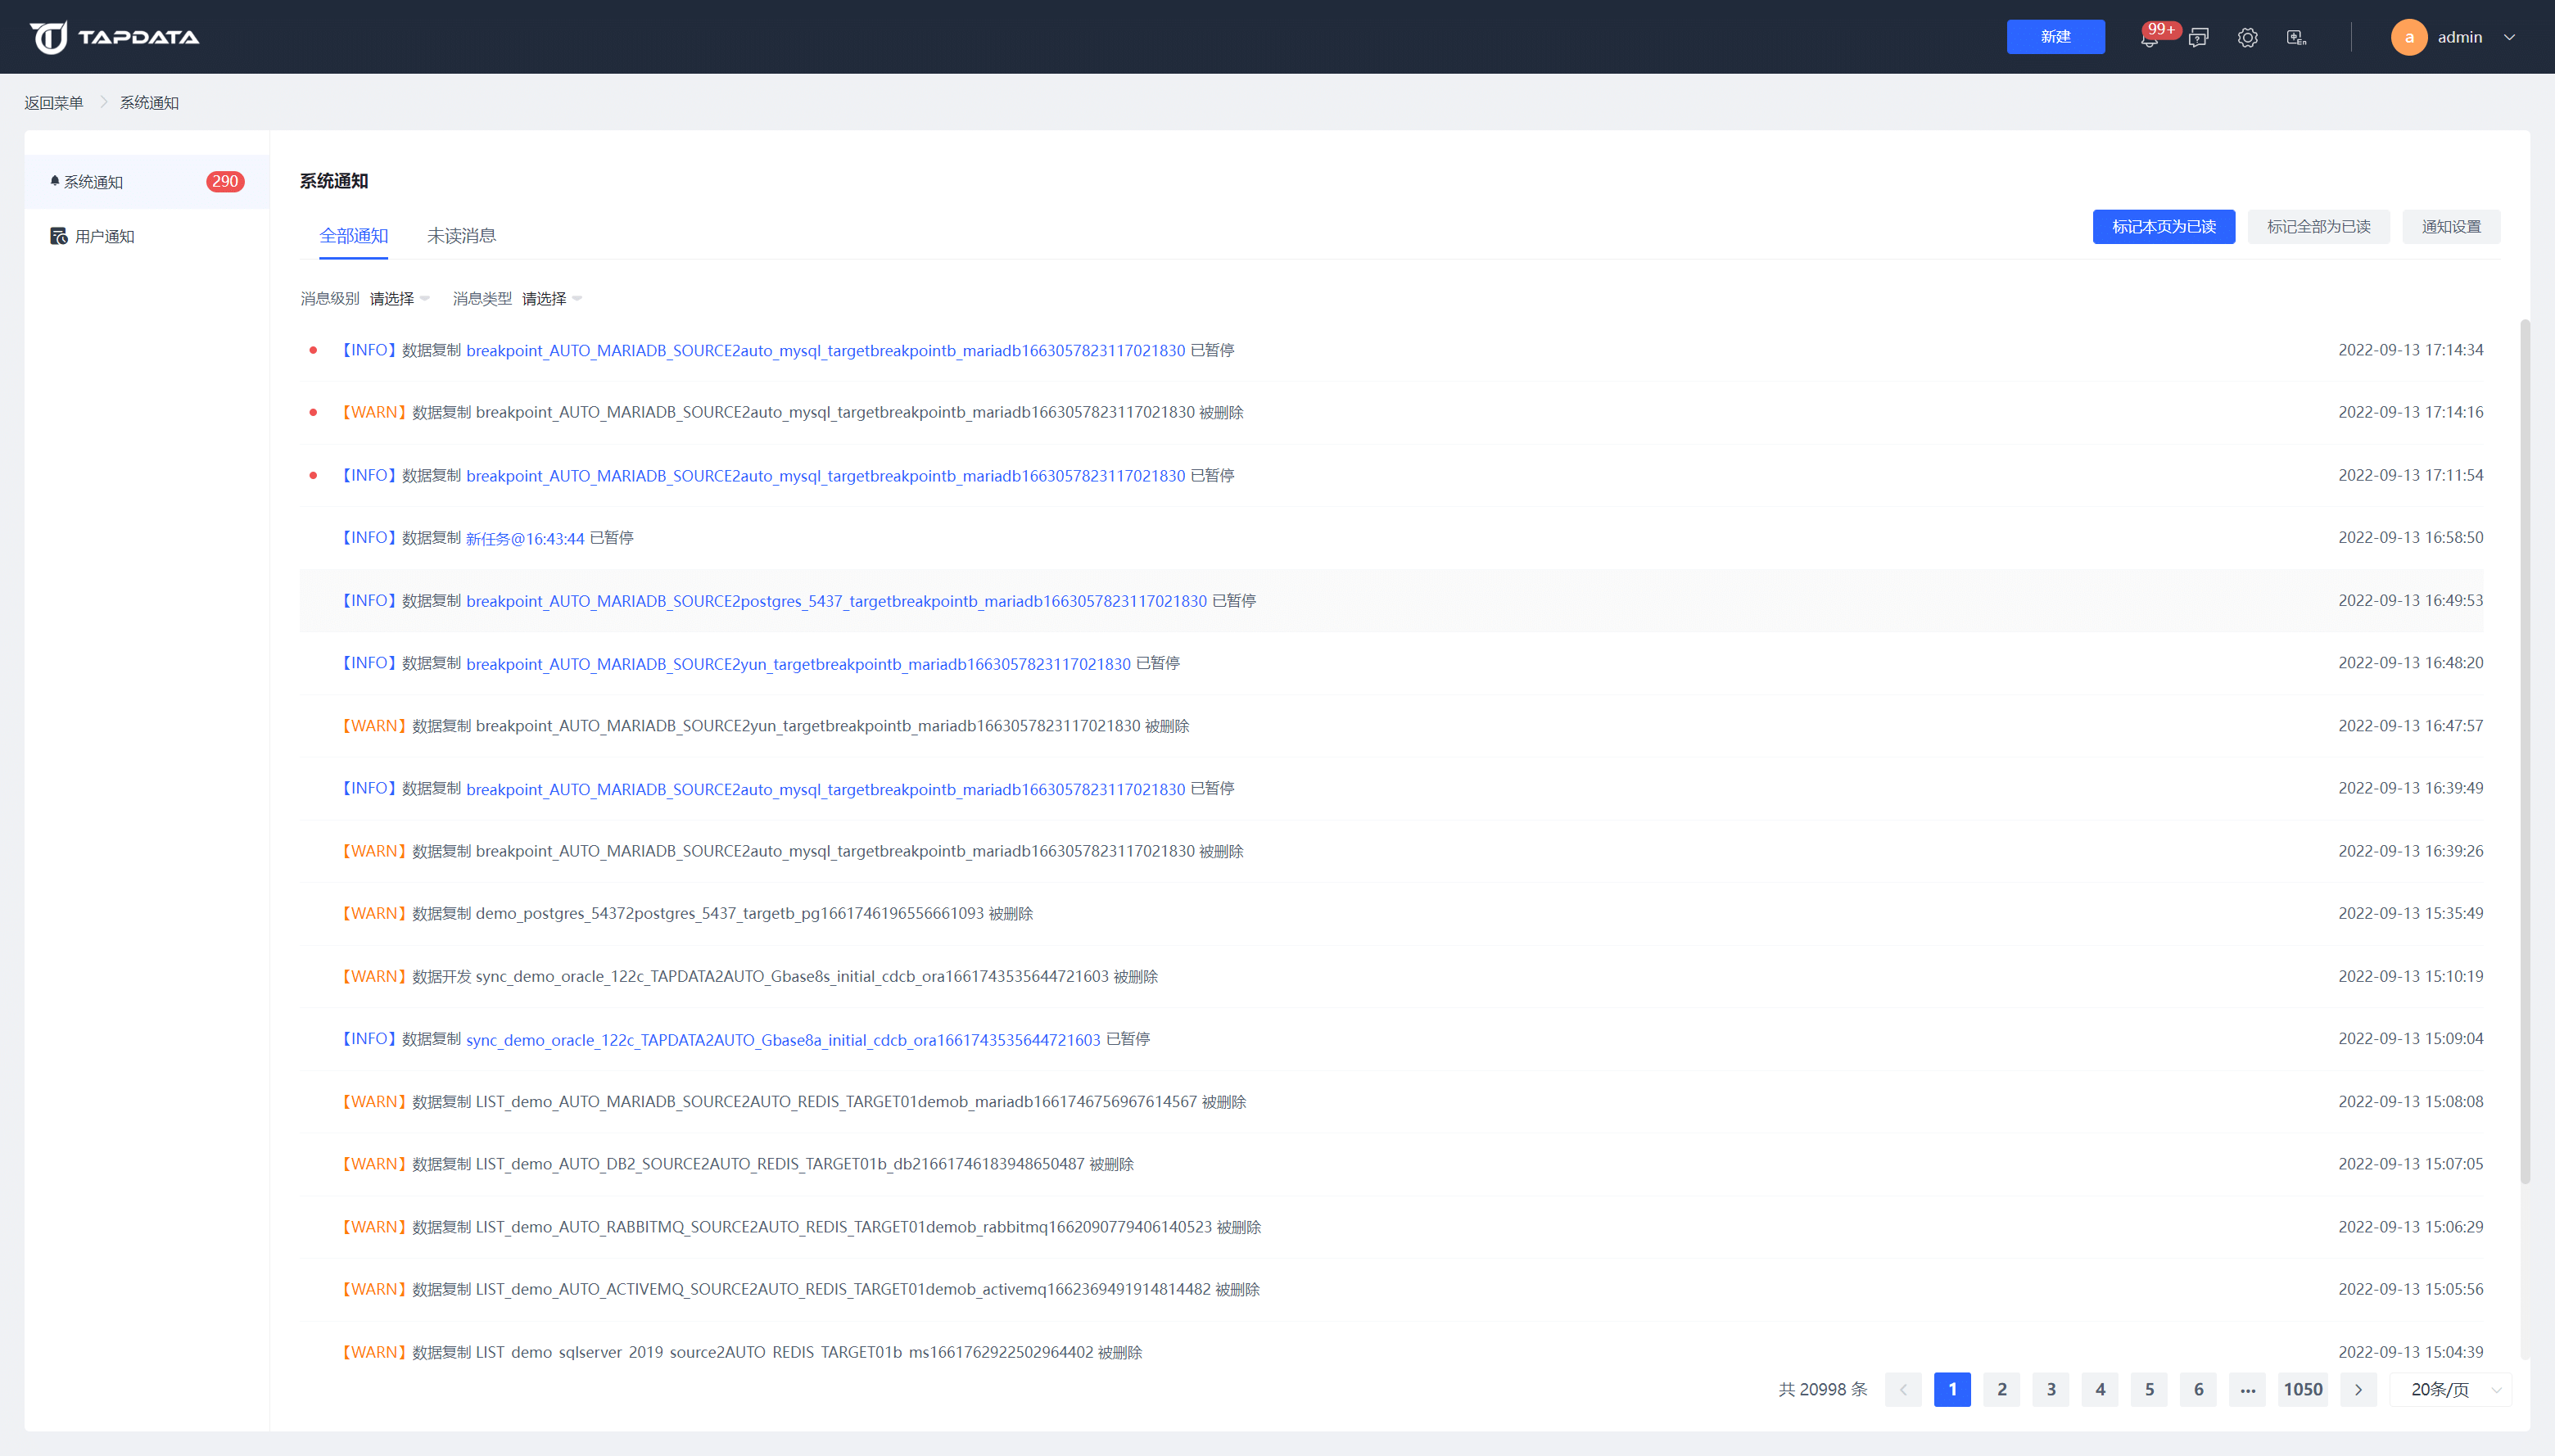 TAPDATA
新建
99+
a admin
返回菜单 系统通知
系统通知 290
用户通知
系统通知
全部通知 未读消息
标记本页为已读 标记全部为已读 通知设置
消息级别 请选择 消息类型 请选择
【INFO】数据复制 breakpoint_AUTO_MARIADB_SOURCE2auto_mysql_targetbreakpointb_mariadb1663057823117021830 已暂停 2022-09-13 17:14:34
【WARN】数据复制 breakpoint_AUTO_MARIADB_SOURCE2auto_mysql_targetbreakpointb_mariadb1663057823117021830 被删除 2022-09-13 17:14:16
【INFO】数据复制 breakpoint_AUTO_MARIADB_SOURCE2auto_mysql_targetbreakpointb_mariadb1663057823117021830 已暂停 2022-09-13 17:11:54
【INFO】数据复制 新任务@16:43:44 已暂停 2022-09-13 16:58:50
【INFO】数据复制 breakpoint_AUTO_MARIADB_SOURCE2postgres_5437_targetbreakpointb_mariadb1663057823117021830 已暂停 2022-09-13 16:49:53
【INFO】数据复制 breakpoint_AUTO_MARIADB_SOURCE2yun_targetbreakpointb_mariadb1663057823117021830 已暂停 2022-09-13 16:48:20
【WARN】数据复制 breakpoint_AUTO_MARIADB_SOURCE2yun_targetbreakpointb_mariadb1663057823117021830 被删除 2022-09-13 16:47:57
【INFO】数据复制 breakpoint_AUTO_MARIADB_SOURCE2auto_mysql_targetbreakpointb_mariadb1663057823117021830 已暂停 2022-09-13 16:39:49
【WARN】数据复制 breakpoint_AUTO_MARIADB_SOURCE2auto_mysql_targetbreakpointb_mariadb1663057823117021830 被删除 2022-09-13 16:39:26
【WARN】数据复制 demo_postgres_54372postgres_5437_targetb_pg1661746196556661093 被删除 2022-09-13 15:35:49
【WARN】数据开发 sync_demo_oracle_122c_TAPDATA2AUTO_Gbase8s_initial_cdcb_ora1661743535644721603 被删除 2022-09-13 15:10:19
【INFO】数据复制 sync_demo_oracle_122c_TAPDATA2AUTO_Gbase8a_initial_cdcb_ora1661743535644721603 已暂停 2022-09-13 15:09:04
【WARN】数据复制 LIST_demo_AUTO_MARIADB_SOURCE2AUTO_REDIS_TARGET01demob_mariadb1661746756967614567 被删除 2022-09-13 15:08:08
【WARN】数据复制 LIST_demo_AUTO_DB2_SOURCE2AUTO_REDIS_TARGET01b_db21661746183948650487 被删除 2022-09-13 15:07:05
【WARN】数据复制 LIST_demo_AUTO_RABBITMQ_SOURCE2AUTO_REDIS_TARGET01demob_rabbitmq1662090779406140523 被删除 2022-09-13 15:06:29
【WARN】数据复制 LIST_demo_AUTO_ACTIVEMQ_SOURCE2AUTO_REDIS_TARGET01demob_activemq1662369491914814482 被删除 2022-09-13 15:05:56
【WARN】数据复制 LIST_demo_sqlserver_2019_source2AUTO_REDIS_TARGET01b_ms1661762922502964402 被删除 2022-09-13 15:04:39
共 20998 条 1 2 3 4 5 6 ... 1050 20条/页